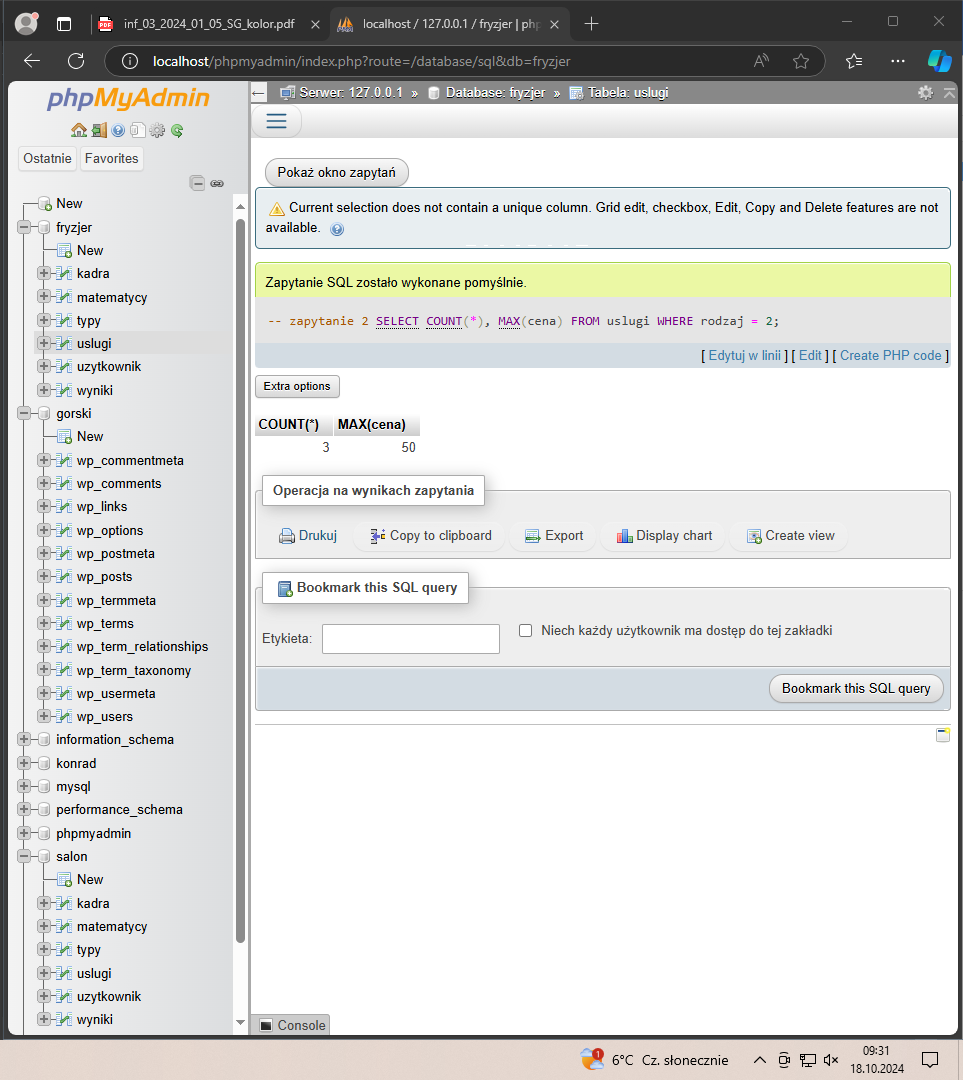 inf_03_2024_01_05_SG_kolor.pdf
localhost / 127.0.0.1 / fryzjer | php
localhost/phpmyadmin/index.php?route=/database/sql&db=fryzjer
phpMyAdmin
Ostatnie
Favorites
New
fryzjer
New
kadra
matematycy
typy
uslugi
uzytkownik
wyniki
gorski
New
wp_commentmeta
wp_comments
wp_links
wp_options
wp_postmeta
wp_posts
wp_termmeta
wp_terms
wp_term_relationships
wp_term_taxonomy
wp_usermeta
wp_users
information_schema
konrad
mysql
performance_schema
phpmyadmin
salon
New
kadra
matematycy
typy
uslugi
uzytkownik
wyniki
Serwer: 127.0.0.1 » Database: fryzjer » Tabela: uslugi
Pokaż okno zapytań
Current selection does not contain a unique column. Grid edit, checkbox, Edit, Copy and Delete features are not
available.
Zapytanie SQL zostało wykonane pomyślnie.
-- zapytanie 2 SELECT COUNT(*), MAX(cena) FROM uslugi WHERE rodzaj = 2;
[ Edytuj w linii ] [ Edit ] [ Create PHP code ]
Extra options
COUNT(*) MAX(cena)
3 50
Operacja na wynikach zapytania
Drukuj Copy to clipboard Export Display chart Create view
Bookmark this SQL query
Etykieta: Niech każdy użytkownik ma dostęp do tej zakładki
Bookmark this SQL query
Console
1
6°C Cz. słonecznie
09:31
18.10.2024